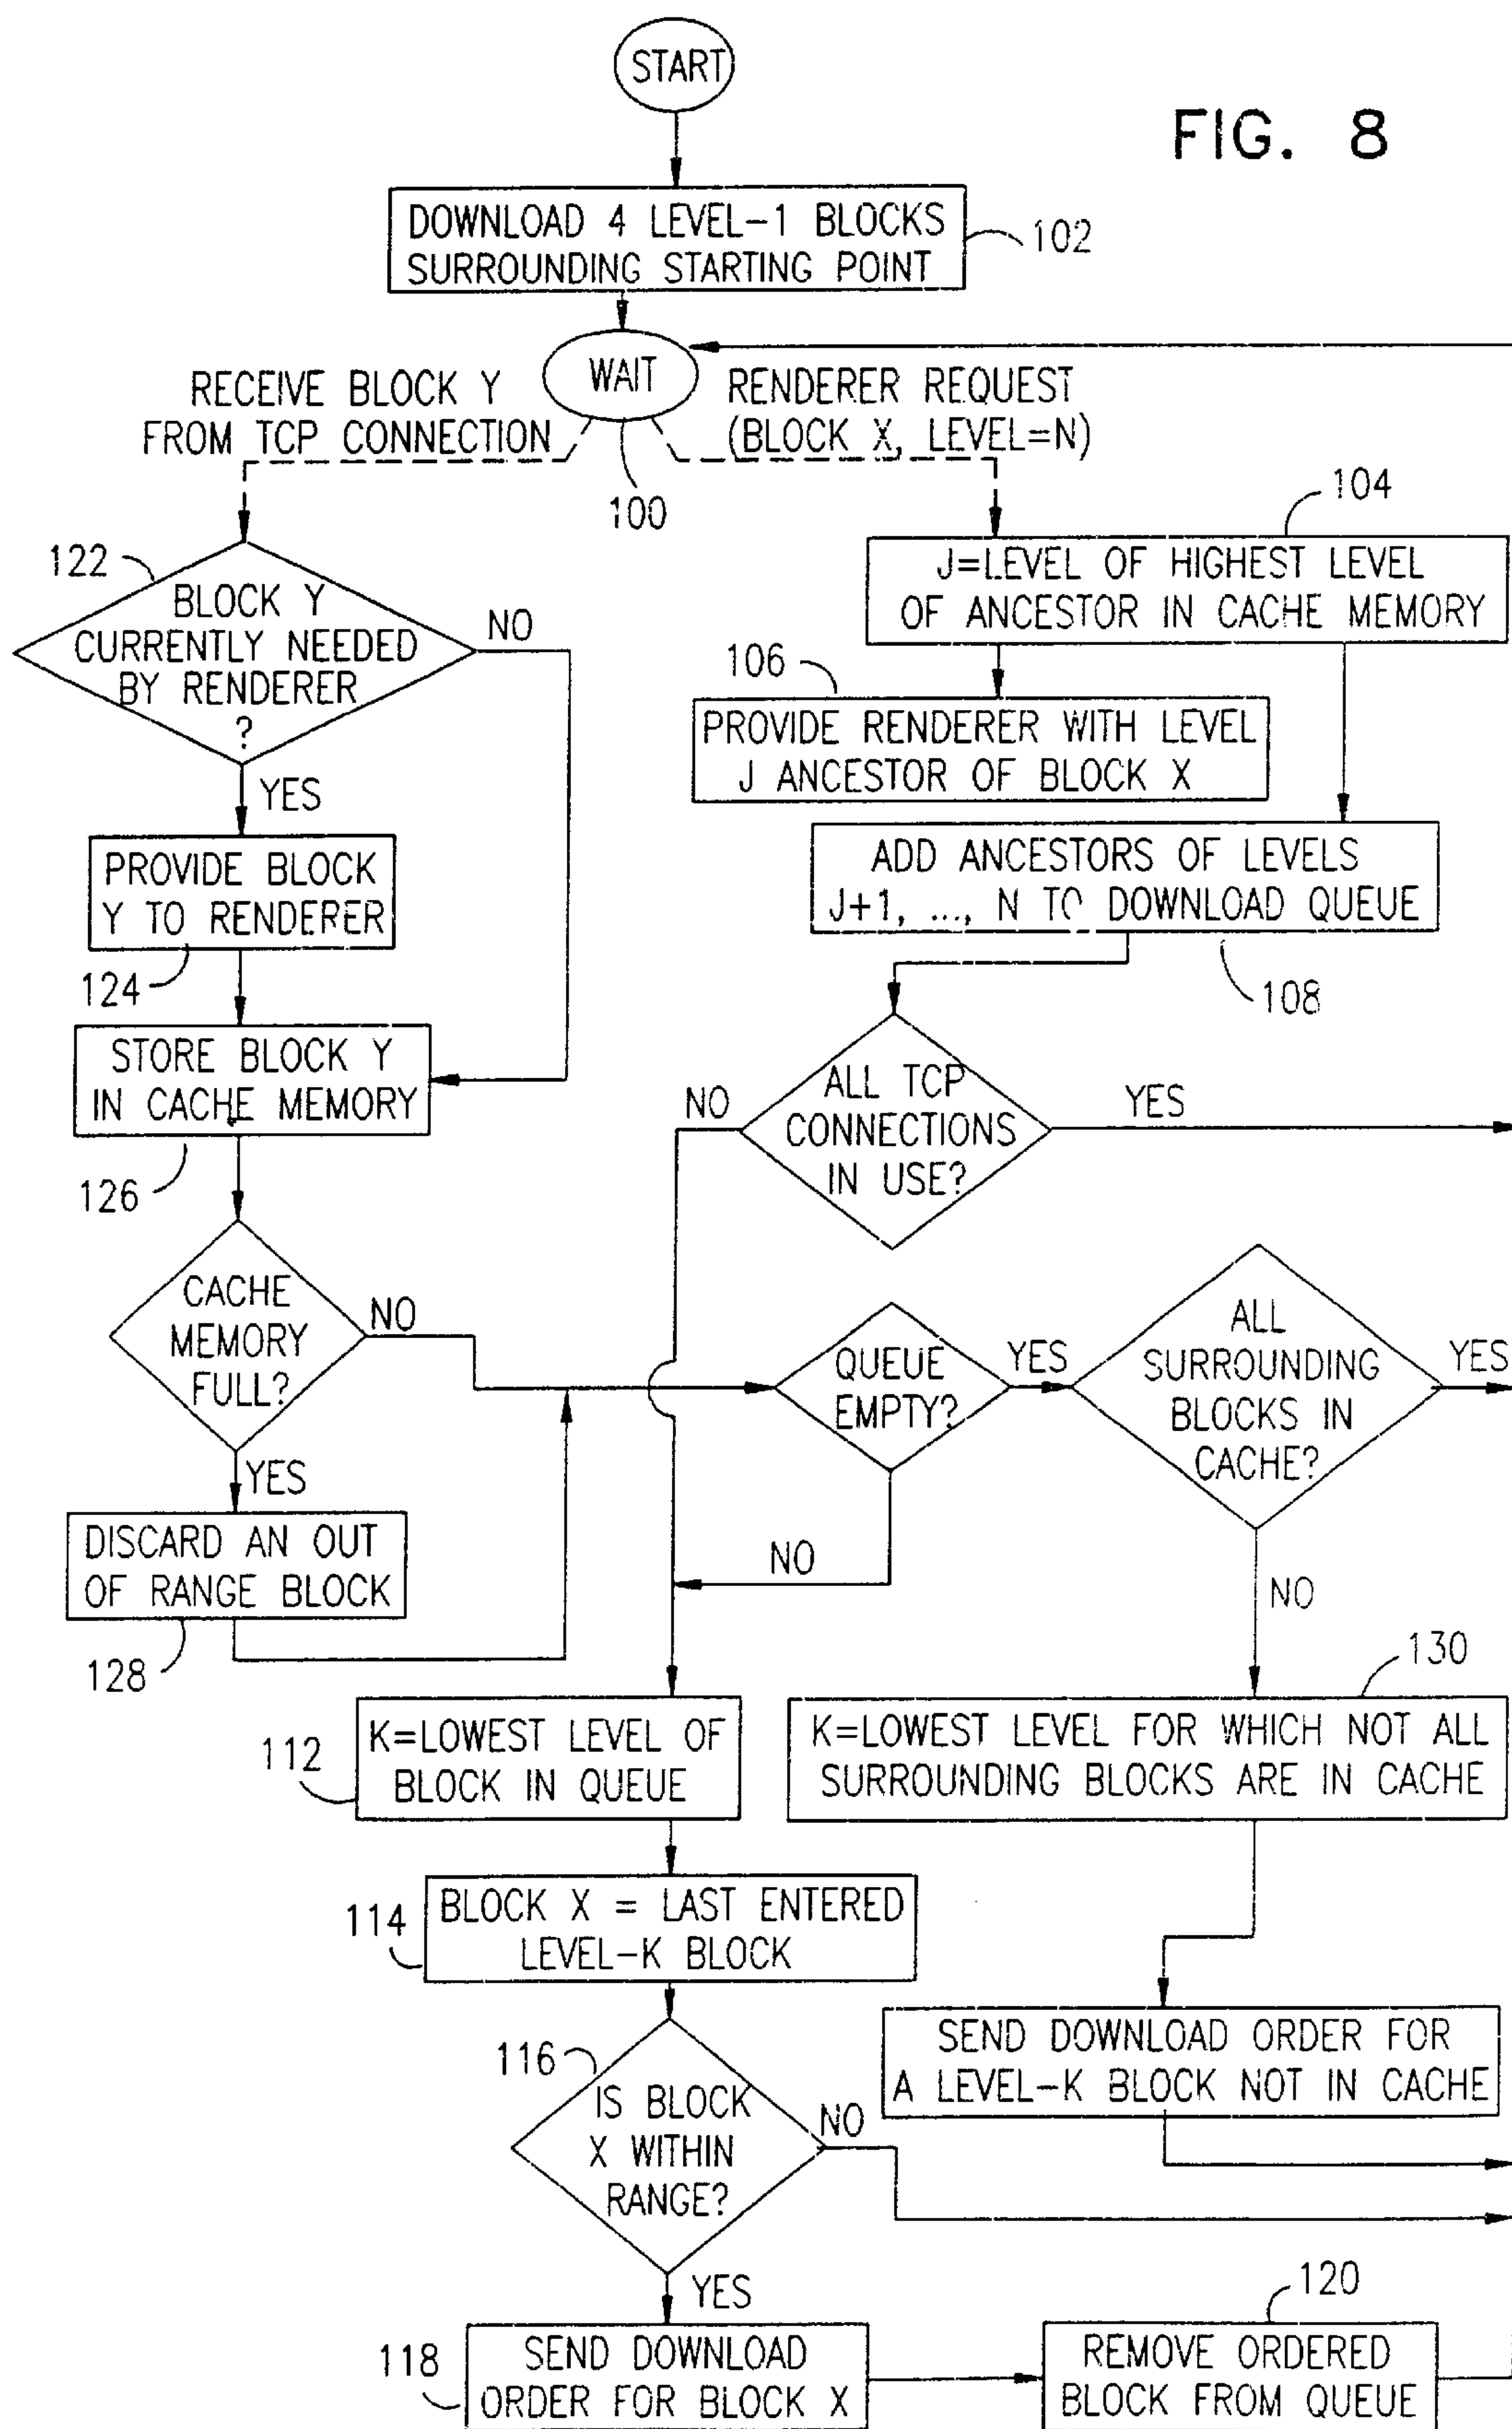 START
FIG. 8
DOWNLOAD 4 LEVEL-1 BLOCKS
SURROUNDING STARTING POINT
102
WAIT
100
RECEIVE BLOCK Y
FROM TCP CONNECTION
RENDERER REQUEST
(BLOCK X, LEVEL=N)
104
J=LEVEL OF HIGHEST LEVEL
OF ANCESTOR IN CACHE MEMORY
122
BLOCK Y
CURRENTLY NEEDED
BY RENDERER
?
NO
YES
106
PROVIDE RENDERER WITH LEVEL
J ANCESTOR OF BLOCK X
ADD ANCESTORS OF LEVELS
J+1, ..., N TO DOWNLOAD QUEUE
108
PROVIDE BLOCK
Y TO RENDERER
124
STORE BLOCK Y
IN CACHE MEMORY
126
ALL TCP
CONNECTIONS
IN USE?
NO
YES
CACHE
MEMORY
FULL?
NO
YES
QUEUE
EMPTY?
YES
NO
ALL
SURROUNDING
BLOCKS IN
CACHE?
YES
NO
DISCARD AN OUT
OF RANGE BLOCK
128
130
K=LOWEST LEVEL OF
BLOCK IN QUEUE
112
K=LOWEST LEVEL FOR WHICH NOT ALL
SURROUNDING BLOCKS ARE IN CACHE
114
BLOCK X = LAST ENTERED
LEVEL-K BLOCK
SEND DOWNLOAD ORDER FOR
A LEVEL-K BLOCK NOT IN CACHE
116
IS BLOCK
X WITHIN
RANGE?
NO
YES
118
SEND DOWNLOAD
ORDER FOR BLOCK X
120
REMOVE ORDERED
BLOCK FROM QUEUE